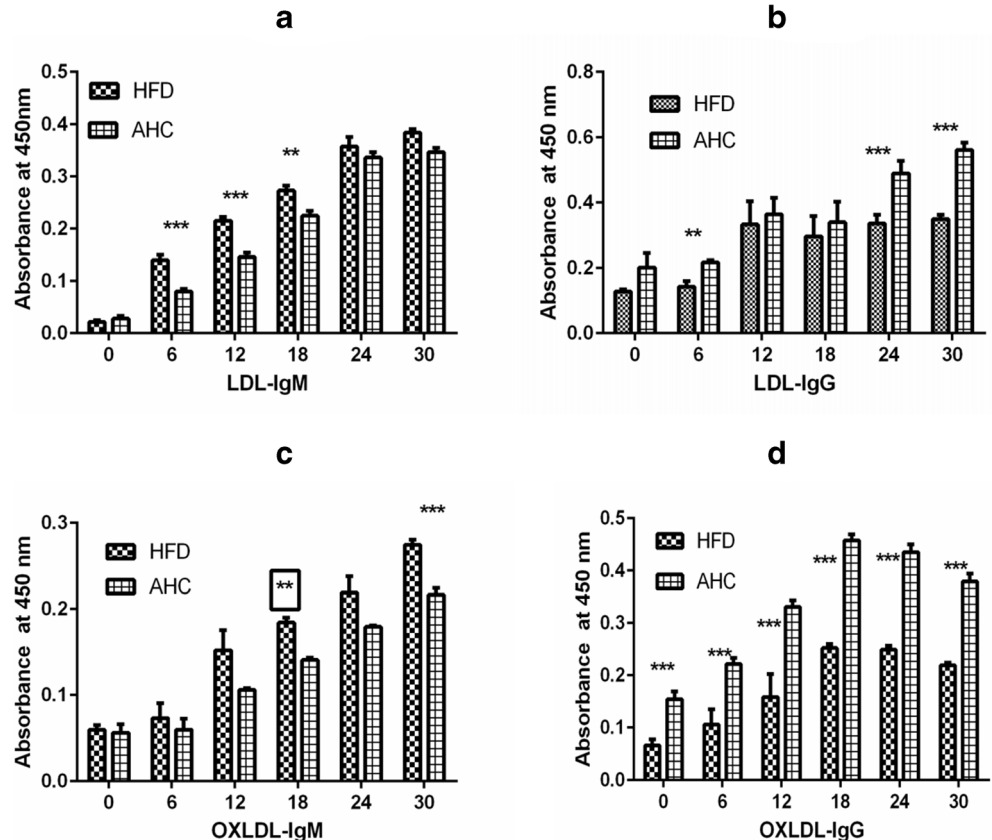 a
0.5
0.4
0.3
0.2
0.1
0.0
Absorbance at 450nm
HFD
AHC
***
***
**
0 6 12 18 24 30
LDL-IgM
b
0.8
0.6
0.4
0.2
0.0
Absorbance at 450 nm
HFD
AHC
**
***
***
0 6 12 18 24 30
LDL-IgG
c
0.3
0.2
0.1
0.0
Absorbance at 450 nm
HFD
AHC
**
***
0 6 12 18 24 30
OXLDL-IgM
d
0.5
0.4
0.3
0.2
0.1
0.0
Absorbance at 450 nm
HFD
AHC
***
***
***
***
***
***
0 6 12 18 24 30
OXLDL-IgG